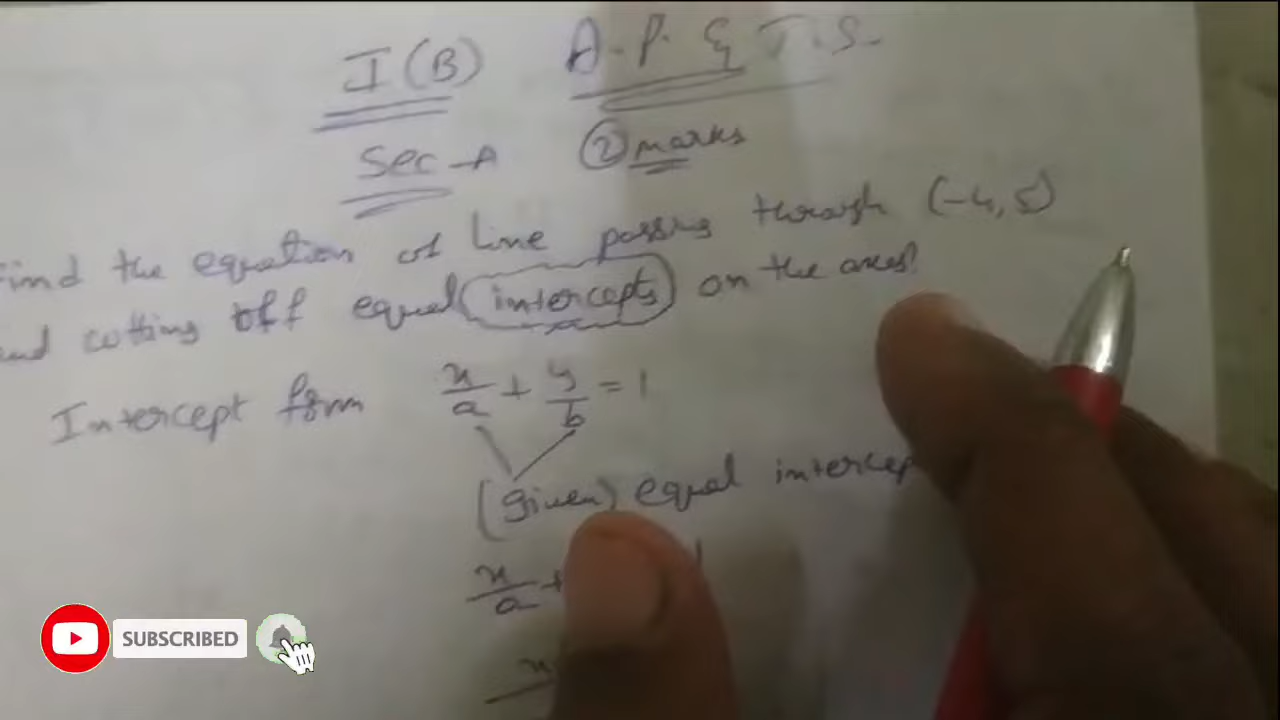 I(B) A.P. & T.S.
Sec-A ② marks
Find the equation of line passing through (-4,5)
and cutting off equal intercepts on the axes?
Intercept form x/a + y/b = 1
(given) equal intercep
x/a +
x
SUBSCRIBED